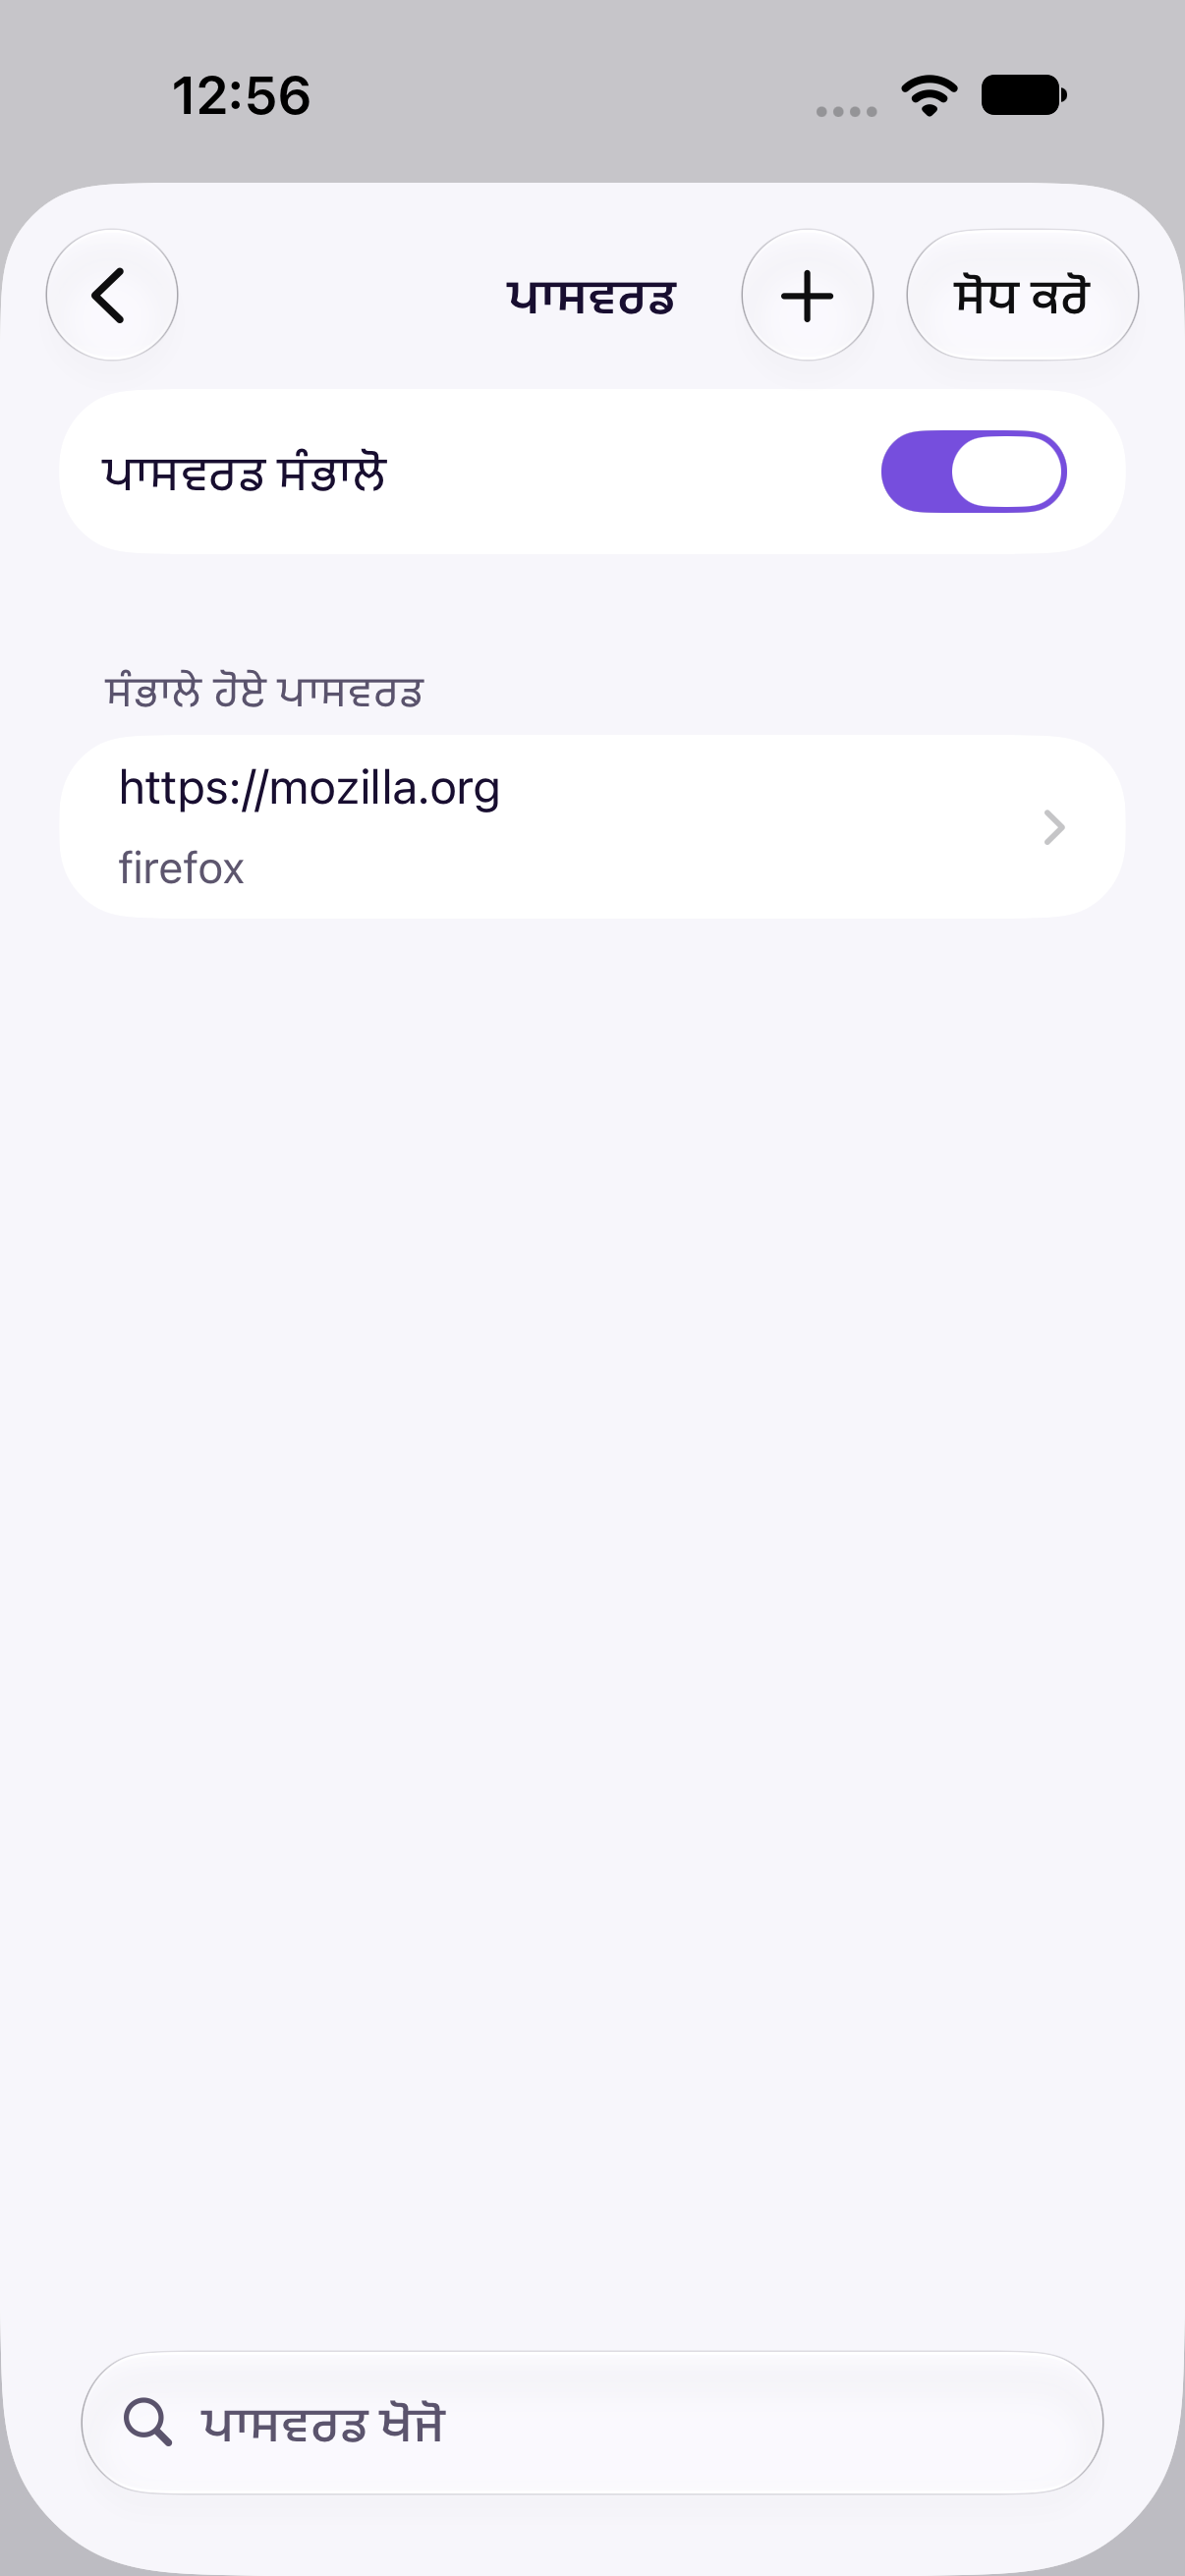 12:56
ਪਾਸਵਰਡ
ਸੋਧ ਕਰੋ
ਪਾਸਵਰਡ ਸੰਭਾਲੋ
ਸੰਭਾਲੇ ਹੋਏ ਪਾਸਵਰਡ
https://mozilla.org
firefox
ਪਾਸਵਰਡ ਖੋਜੋ